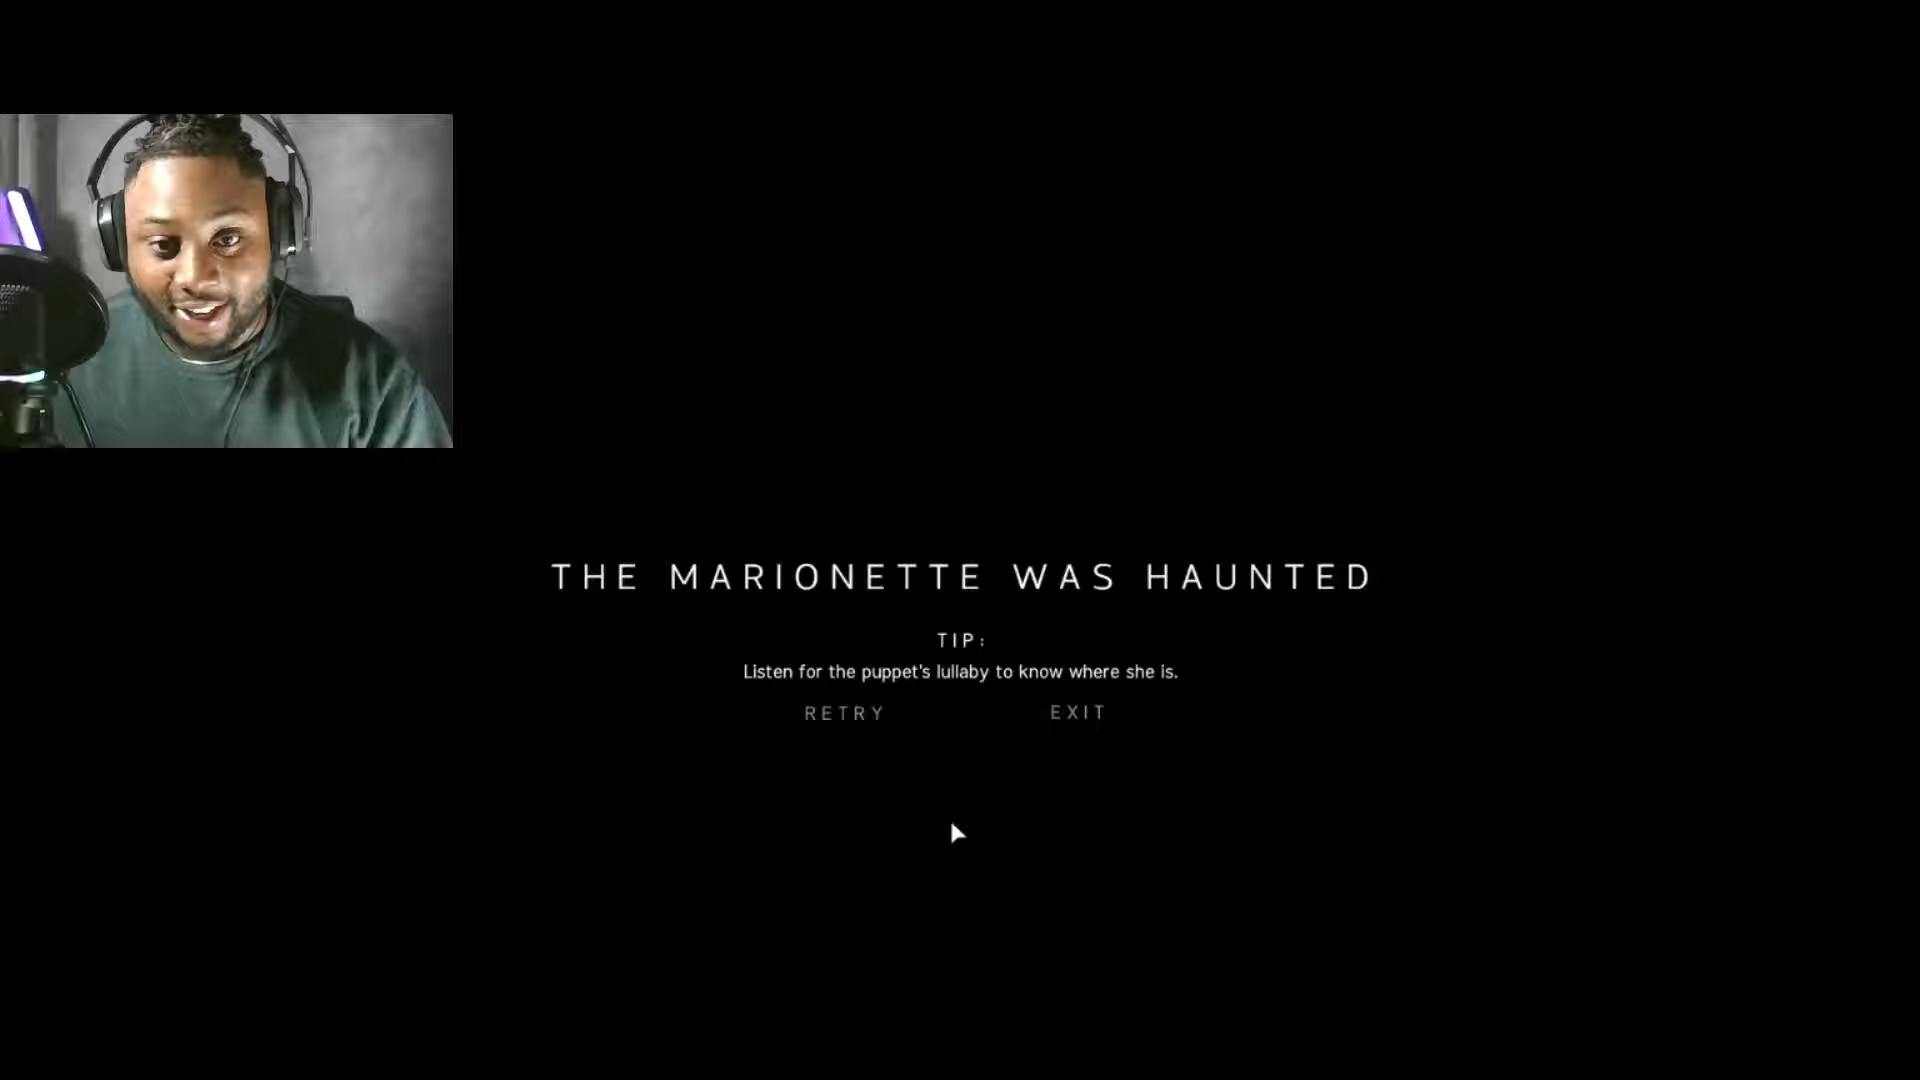 THE MARIONETTE WAS HAUNTED
TIP:
Listen for the puppet's lullaby to know where she is.
RETRY EXIT